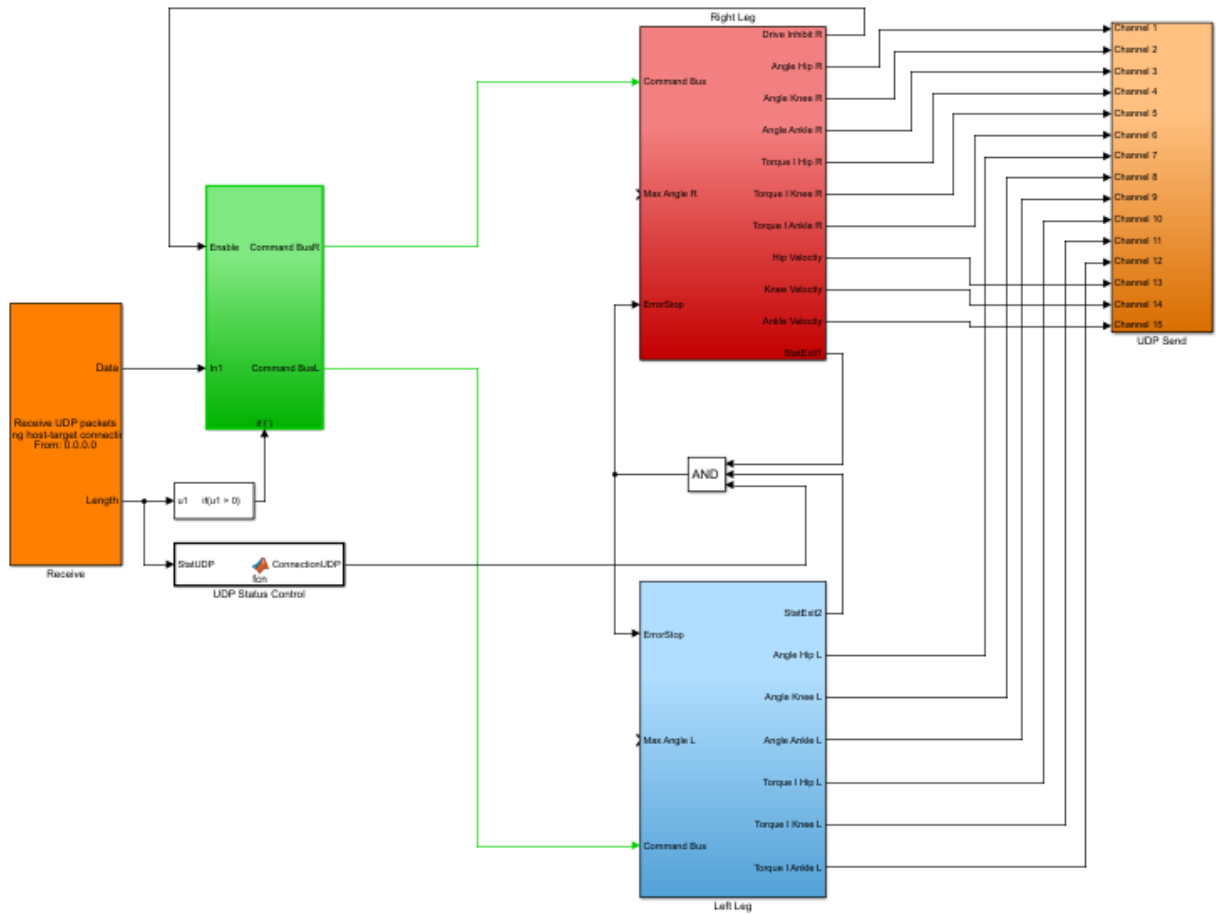 Right Leg
Drive Inhibit R
Angle Hip R
Command Bus
Angle Knee R
Angle Ankle R
Torque I Hip R
Max Angle R
Torque I Knee R
Torque I Ankle R
Hip Velocity
Knee Velocity
ErrorStop
Ankle Velocity
StatExit1
Channel 1
Channel 2
Channel 3
Channel 4
Channel 5
Channel 6
Channel 7
Channel 8
Channel 9
Channel 10
Channel 11
Channel 12
Channel 13
Channel 14
Channel 15
UDP Send
Enable
Command BusR
In1
Command BusL
if { }
Data
Receive UDP packets
ng host-target connecti
From: 0.0.0.0
Length
Receive
u1
if(u1 > 0)
StatUDP
ConnectionUDP
fcn
UDP Status Control
AND
StatExit2
ErrorStop
Angle Hip L
Angle Knee L
Max Angle L
Angle Ankle L
Torque I Hip L
Torque I Knee L
Command Bus
Torque I Ankle L
Left Leg